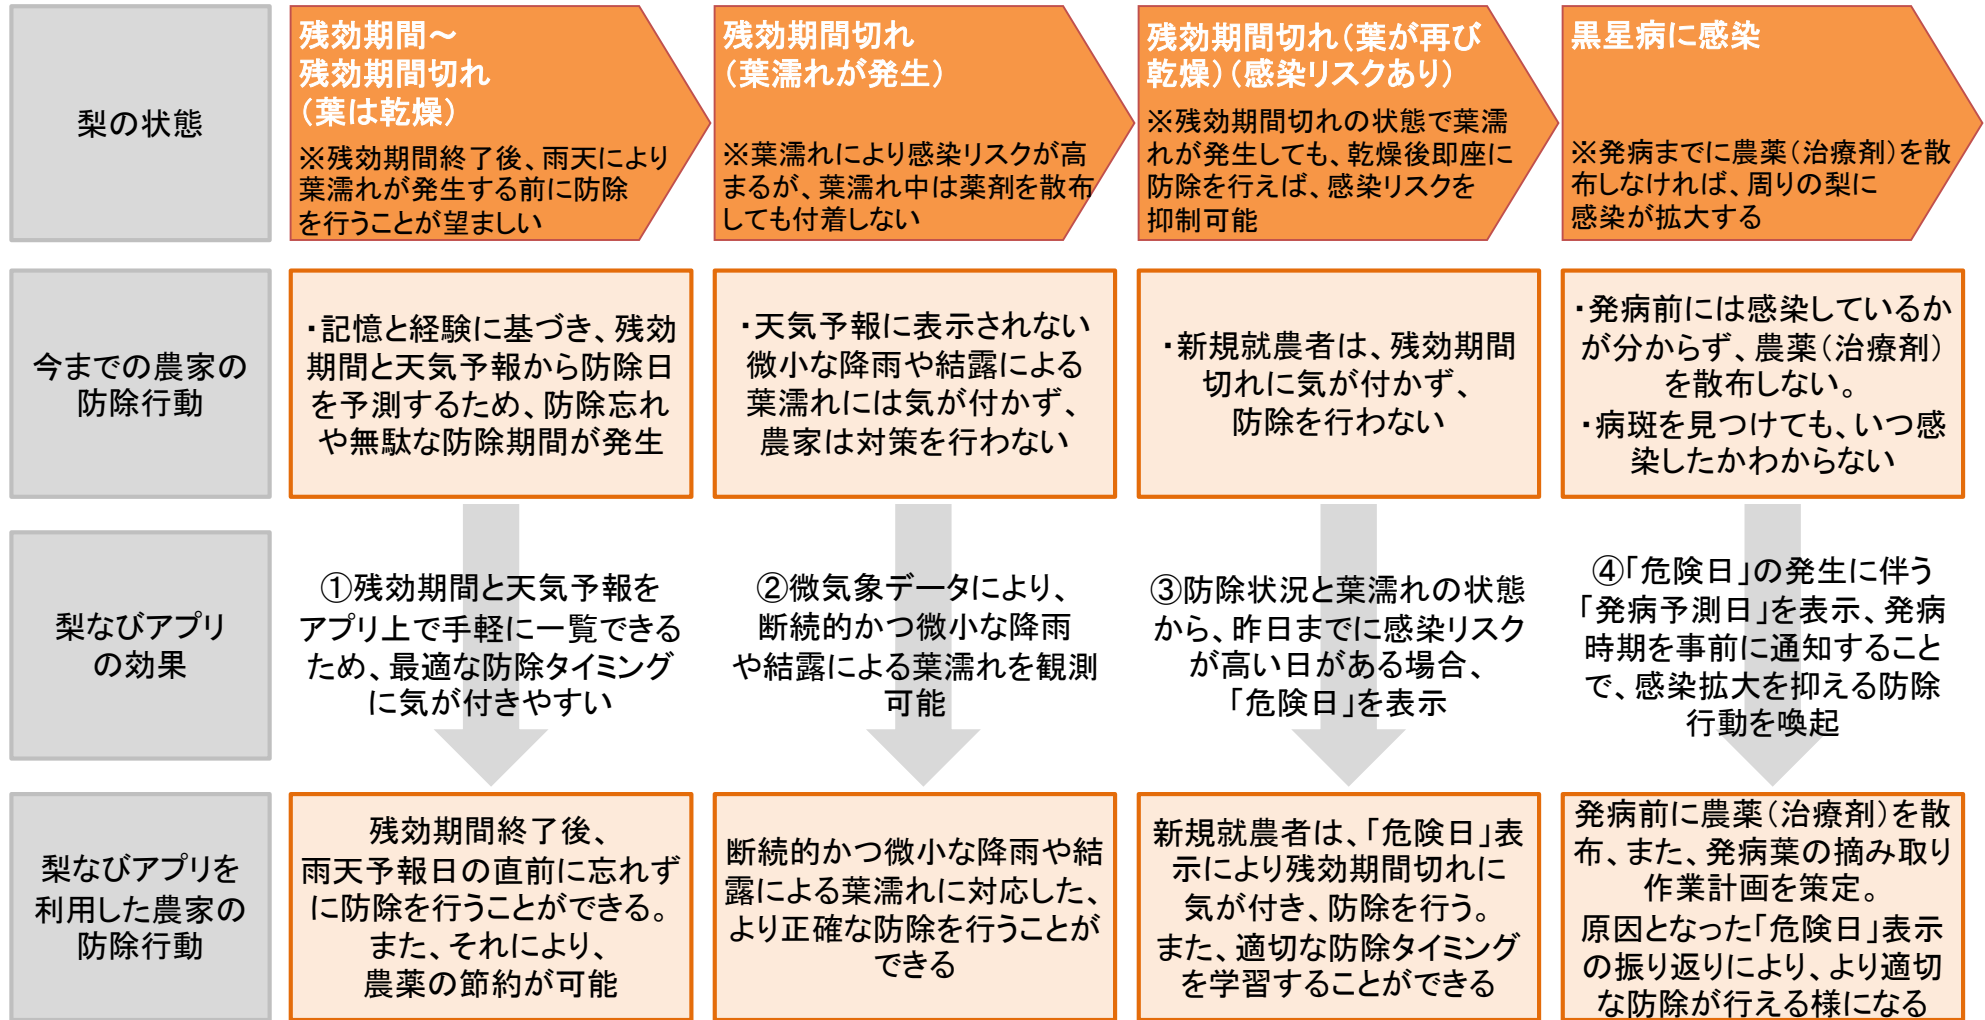 梨の状態
残効期間～
残効期間切れ
（葉は乾燥）
※残効期間終了後、雨天により
葉濡れが発生する前に防除
を行うことが望ましい
残効期間切れ
（葉濡れが発生）
※葉濡れにより感染リスクが高
まるが、葉濡れ中は薬剤を散布
しても付着しない
残効期間切れ（葉が再び
乾燥）（感染リスクあり）
※残効期間切れの状態で葉濡
れが発生しても、乾燥後即座に
防除を行えば、感染リスクを
抑制可能
黒星病に感染
※発病までに農薬（治療剤）を散
布しなければ、周りの梨に
感染が拡大する
今までの農家の
防除行動
・記憶と経験に基づき、残効
期間と天気予報から防除日
を予測するため、防除忘れ
や無駄な防除期間が発生
・天気予報に表示されない
微小な降雨や結露による
葉濡れには気が付かず、
農家は対策を行わない
・新規就農者は、残効期間
切れに気が付かず、
防除を行わない
・発病前には感染しているか
が分からず、農薬（治療剤）
を散布しない。
・病斑を見つけても、いつ感
染したかわからない
梨なびアプリ
の効果
①残効期間と天気予報を
アプリ上で手軽に一覧できる
ため、最適な防除タイミング
に気が付きやすい
②微気象データにより、
断続的かつ微小な降雨
や結露による葉濡れを観測
可能
③防除状況と葉濡れの状態
から、昨日までに感染リスク
が高い日がある場合、
「危険日」を表示
④「危険日」の発生に伴う
「発病予測日」を表示、発病
時期を事前に通知すること
で、感染拡大を抑える防除
行動を喚起
梨なびアプリを
利用した農家の
防除行動
残効期間終了後、
雨天予報日の直前に忘れず
に防除を行うことができる。
また、それにより、
農薬の節約が可能
断続的かつ微小な降雨や結
露による葉濡れに対応した、
より正確な防除を行うことが
できる
新規就農者は、「危険日」表
示により残効期間切れに
気が付き、防除を行う。
また、適切な防除タイミング
を学習することができる
発病前に農薬（治療剤）を散
布、また、発病葉の摘み取り
作業計画を策定。
原因となった「危険日」表示
の振り返りにより、より適切
な防除が行える様になる